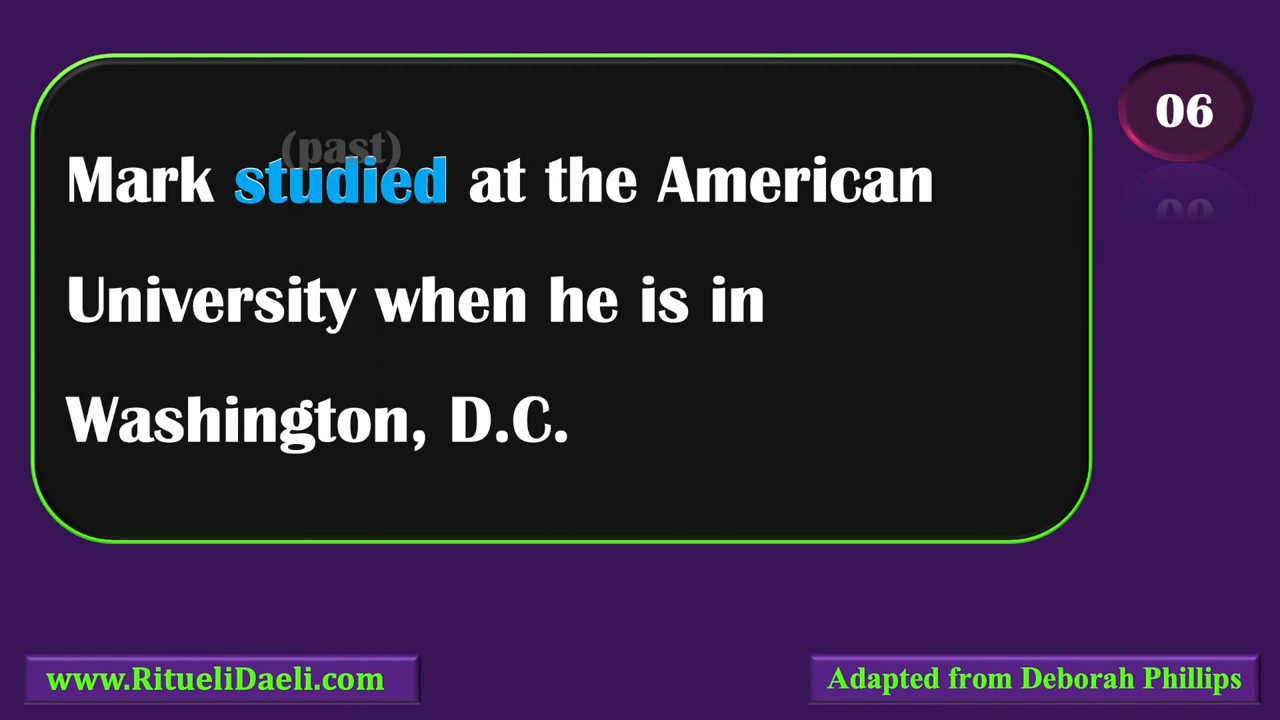 06
(past)
Mark studied at the American
University when he is in
Washington, D.C.
www.RitueliDaeli.com
Adapted from Deborah Phillips